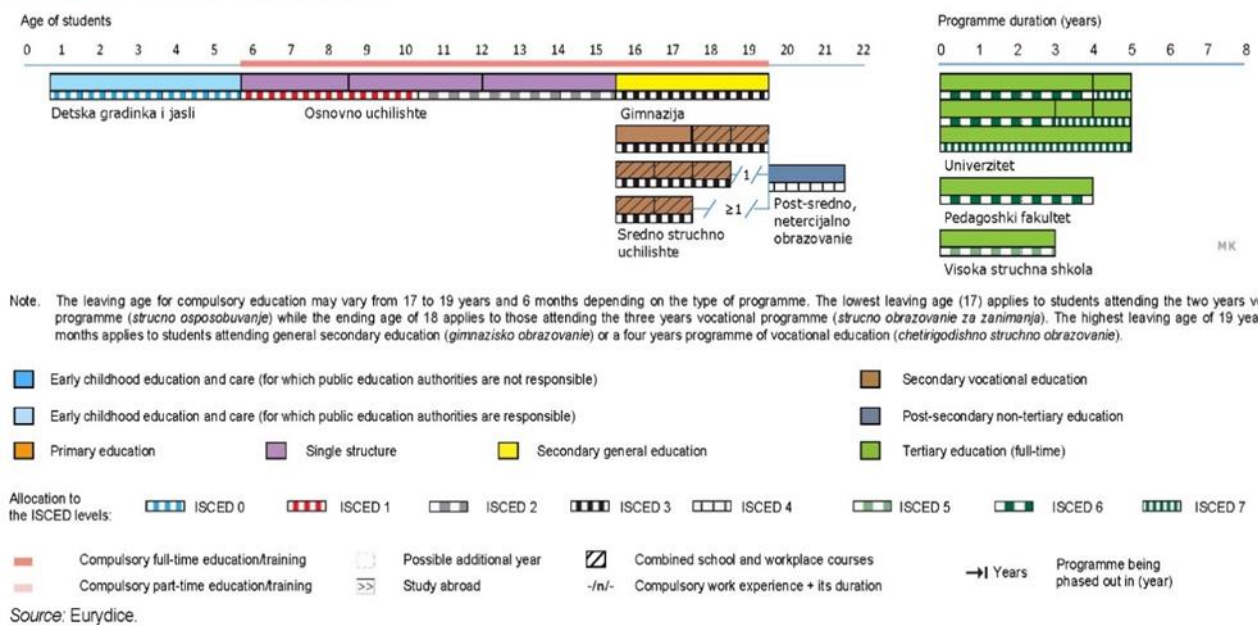 Age of students
Programme duration (years)
0 1 2 3 4 5 6 7 8 9 10 11 12 13 14 15 16 17 18 19 20 21 22
0 1 2 3 4 5 6 7 8
Detska gradinka i jasli
Osnovno uchilishte
Gimnazija
-/1/-
-/ ≥1 /-
Sredno struchno
uchilishte
Post-sredno,
netercijalno
obrazovanie
Univerzitet
Pedagoshki fakultet
Visoka struchna shkola
MK
Note. The leaving age for compulsory education may vary from 17 to 19 years and 6 months depending on the type of programme. The lowest leaving age (17) applies to students attending the two years
programme (strucno osposobuvanje) while the ending age of 18 applies to those attending the three years vocational programme (strucno obrazovanie za zanimanja). The highest leaving age of 19
months applies to students attending general secondary education (gimnazisko obrazovanie) or a four years programme of vocational education (chetirigodishno struchno obrazovanie).
Early childhood education and care (for which public education authorities are not responsible)
Secondary vocational education
Early childhood education and care (for which public education authorities are responsible)
Post-secondary non-tertiary education
Primary education
Single structure
Secondary general education
Tertiary education (full-time)
Allocation to
the ISCED levels:
ISCED 0
ISCED 1
ISCED 2
ISCED 3
ISCED 4
ISCED 5
ISCED 6
ISCED 7
Compulsory full-time education/training
Possible additional year
Combined school and workplace courses
Years
Programme being
phased out in (year)
Compulsory part-time education/training
>> Study abroad
-/n/- Compulsory work experience + its duration
Source: Eurydice.